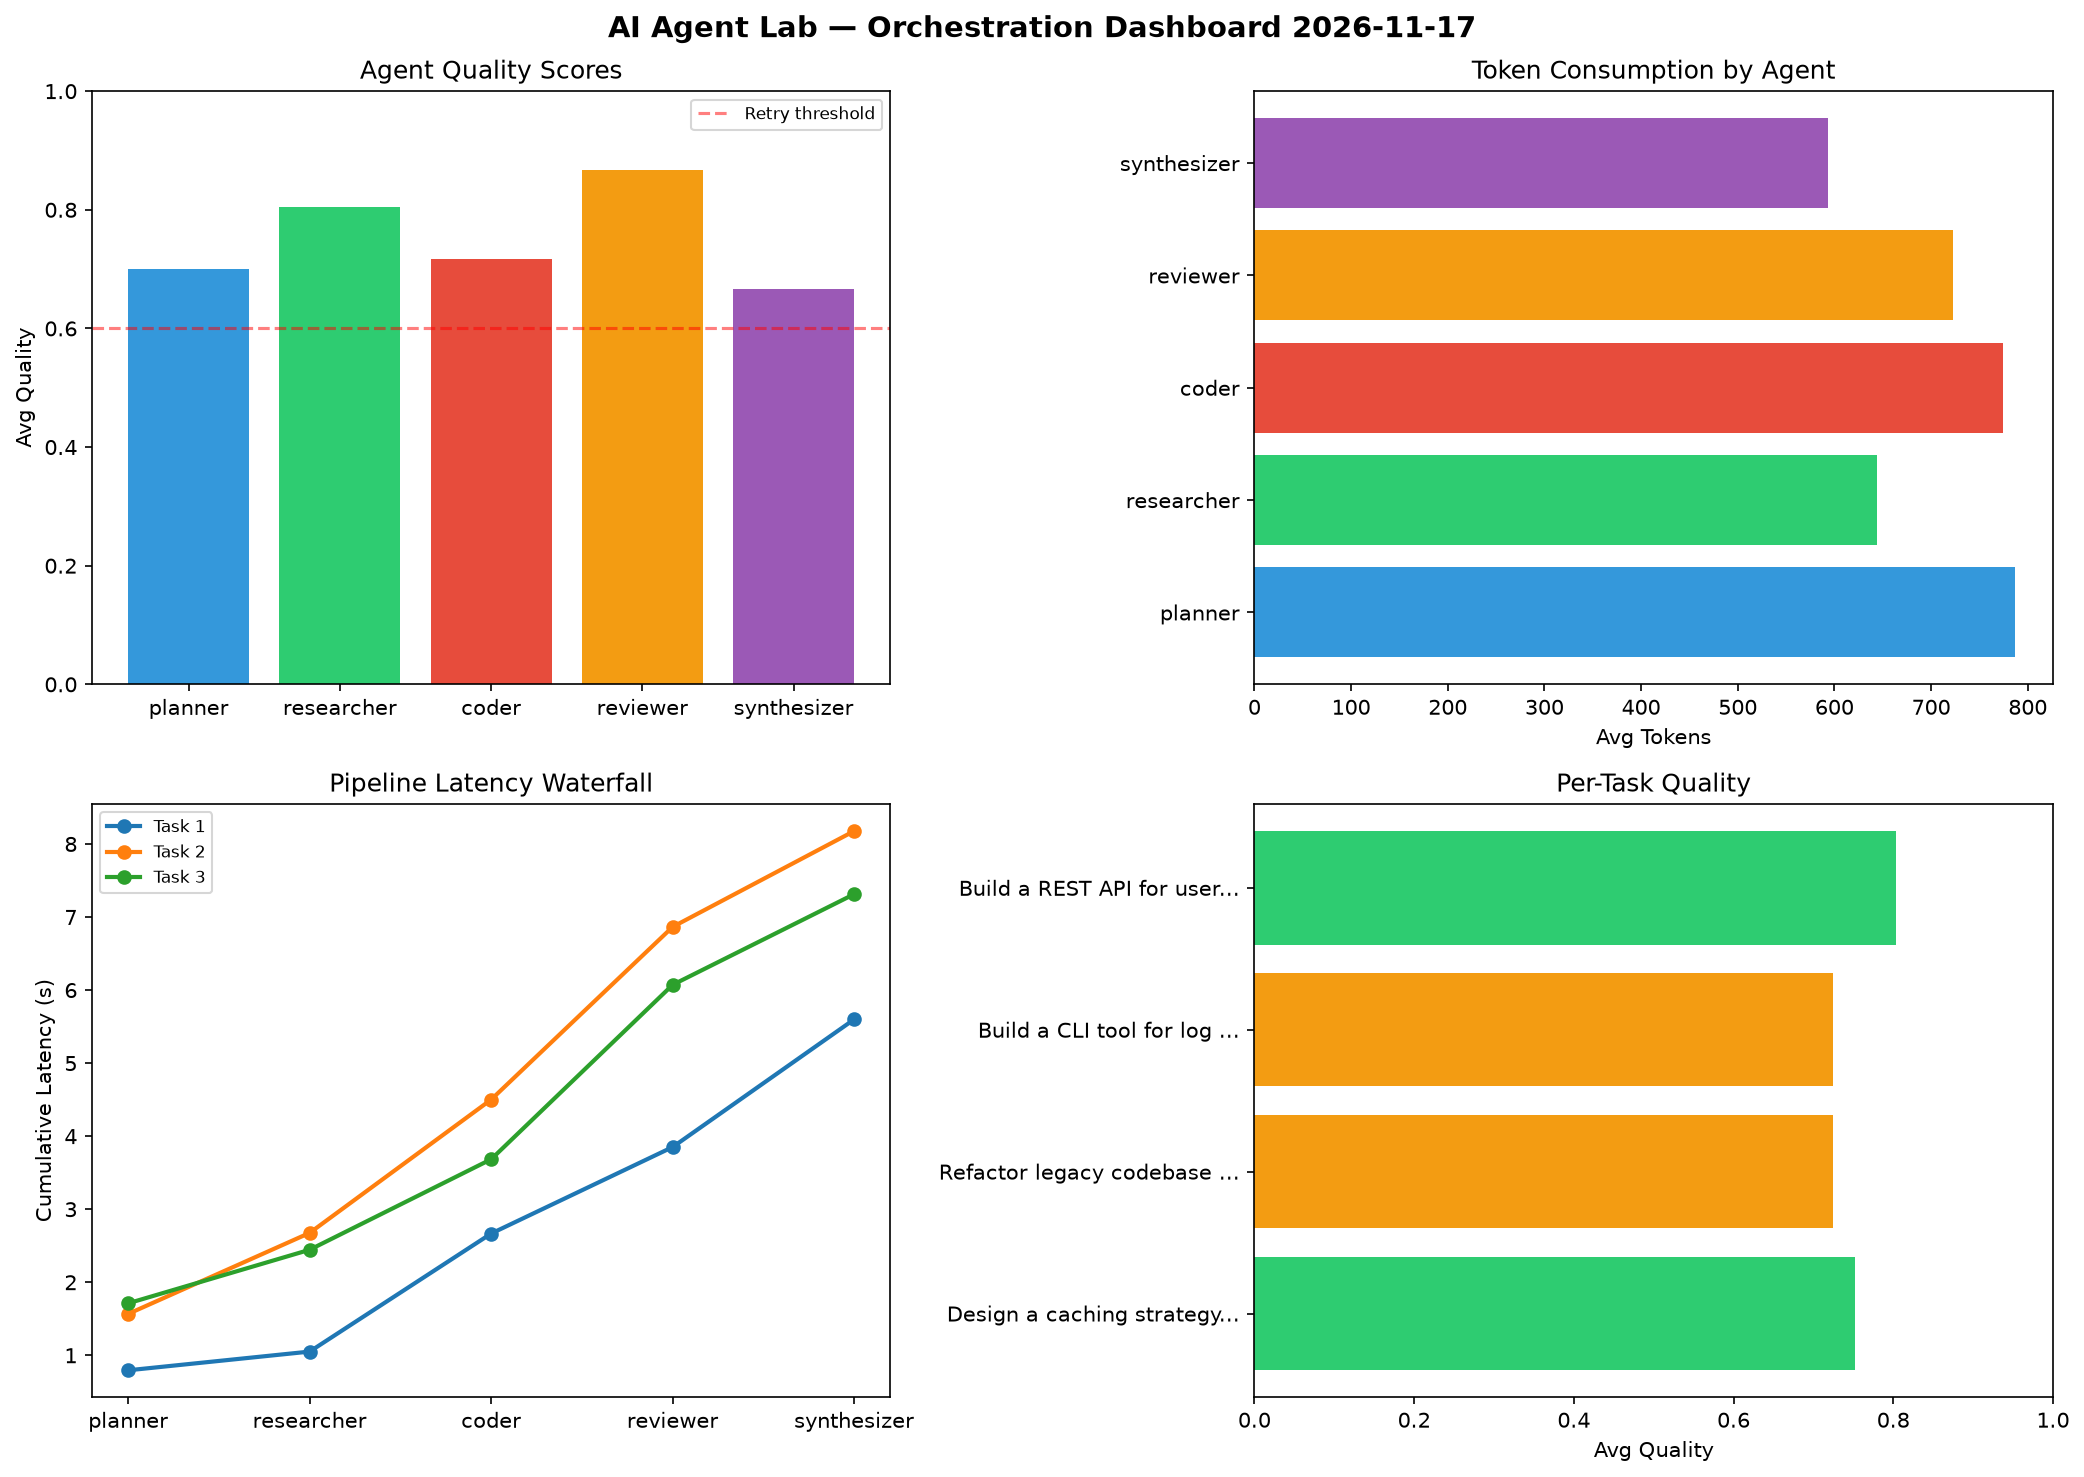 AI Agent Lab — Orchestration Dashboard 2026-11-17
Agent Quality Scores
Retry threshold
Avg Quality
1.0
0.8
0.6
0.4
0.2
0.0
planner researcher coder reviewer synthesizer
Token Consumption by Agent
synthesizer
reviewer
coder
researcher
planner
0 100 200 300 400 500 600 700 800
Avg Tokens
Pipeline Latency Waterfall
Task 1
Task 2
Task 3
Cumulative Latency (s)
8
7
6
5
4
3
2
1
planner researcher coder reviewer synthesizer
Per-Task Quality
Build a REST API for user...
Build a CLI tool for log ...
Refactor legacy codebase ...
Design a caching strategy...
0.0 0.2 0.4 0.6 0.8 1.0
Avg Quality